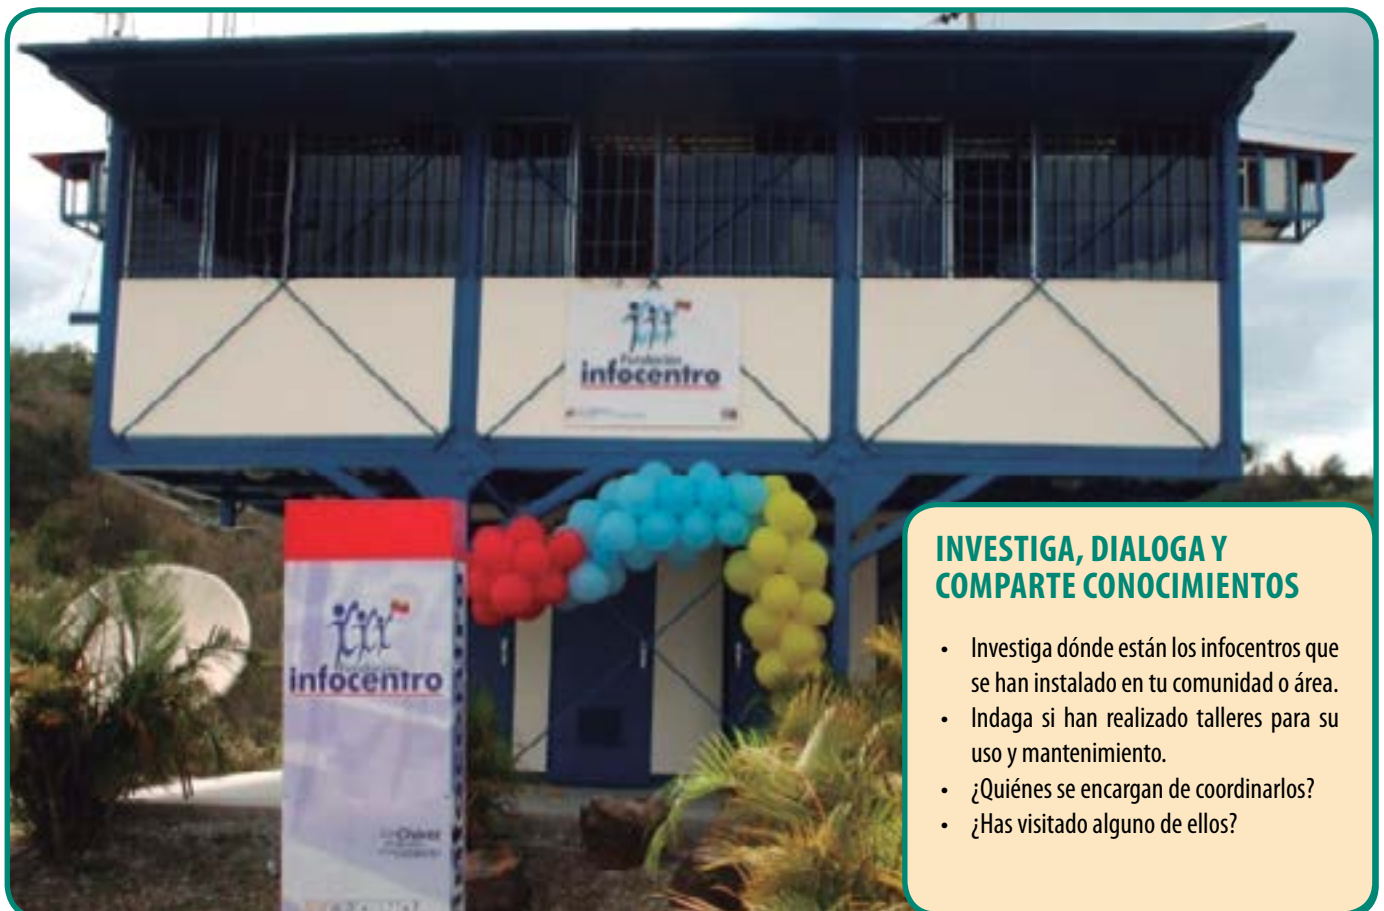 Fundación
infocentro
Fundación
infocentro
INVESTIGA, DIALOGA Y
COMPARTE CONOCIMIENTOS
• Investiga dónde están los infocentros que
se han instalado en tu comunidad o área.
• Indaga si han realizado talleres para su
uso y mantenimiento.
• ¿Quiénes se encargan de coordinarlos?
• ¿Has visitado alguno de ellos?